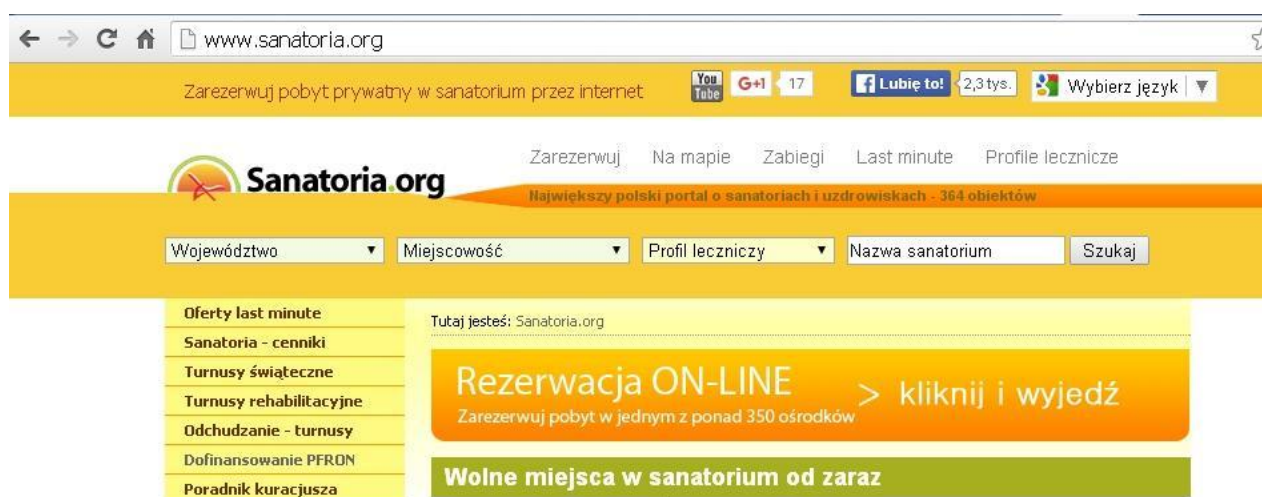 www.sanatoria.org
Zarezerwuj pobyt prywatny w sanatorium przez internet
You Tube
G+1 17
Lubię to! 2,3 tys.
Wybierz język ▼
Sanatoria.org
Zarezerwuj Na mapie Zabiegi Last minute Profile lecznicze
Największy polski portal o sanatoriach i uzdrowiskach - 364 obiektów
Województwo Miejscowość Profil leczniczy Nazwa sanatorium Szukaj
Oferty last minute
Sanatoria - cenniki
Turnusy świąteczne
Turnusy rehabilitacyjne
Odchudzanie - turnusy
Dofinansowanie PFRON
Poradnik kuracjusza
Tutaj jesteś: Sanatoria.org
Rezerwacja ON-LINE > kliknij i wyjedź
Zarezerwuj pobyt w jednym z ponad 350 ośrodków
Wolne miejsca w sanatorium od zaraz